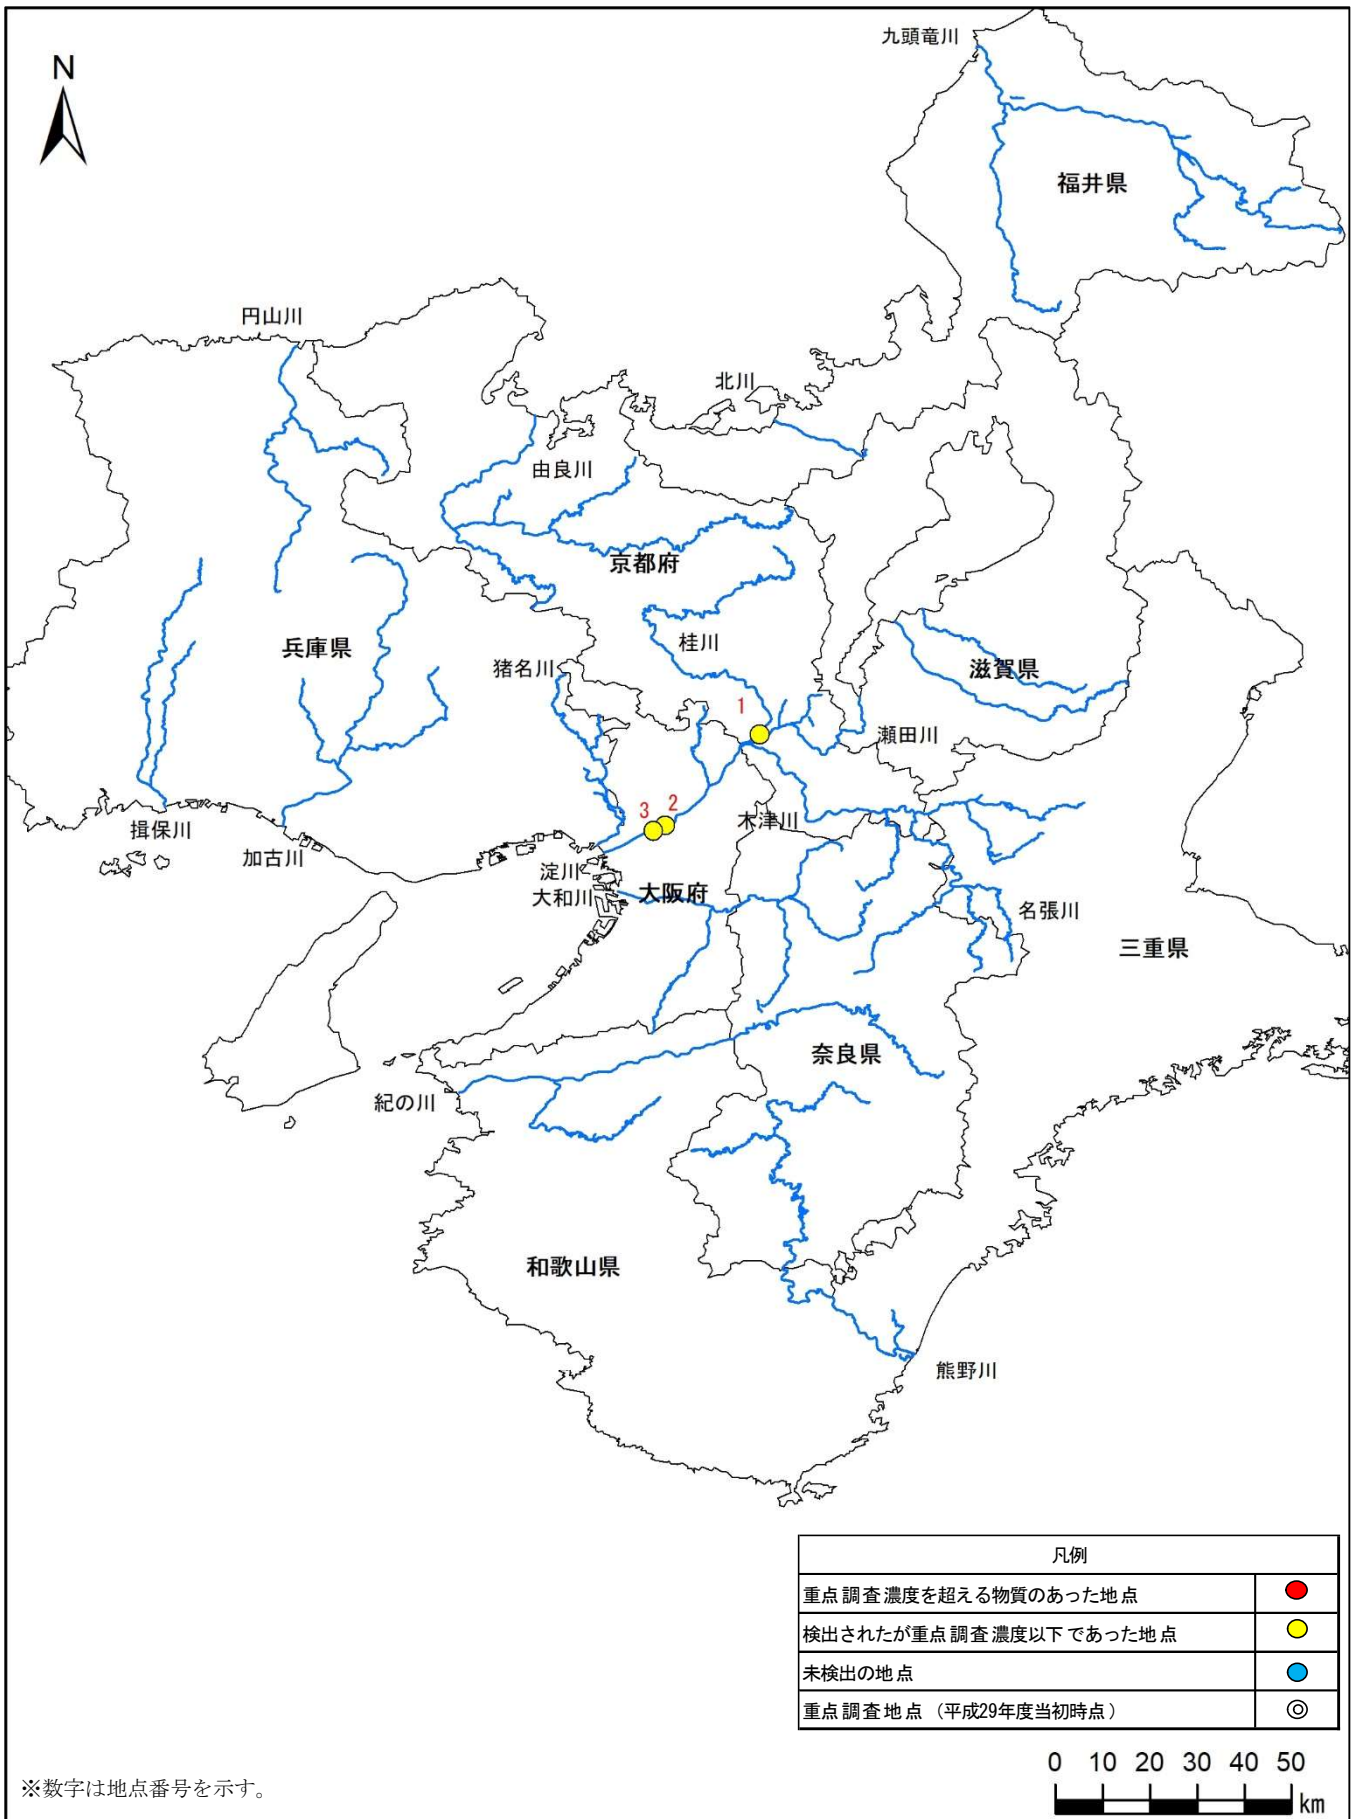 九頭竜川
N
福井県
円山川
北川
由良川
京都府
兵庫県
桂川
猪名川
滋賀県
1
瀬田川
3
2
木津川
揖保川
加古川
淀川
大和川
大阪府
名張川
三重県
奈良県
紀の川
和歌山県
熊野川
凡例
重点調査濃度を超える物質のあった地点
検出されたが重点調査濃度以下であった地点
未検出の地点
重点調査地点（平成29年度当初時点）
※数字は地点番号を示す。
0 10 20 30 40 50
km